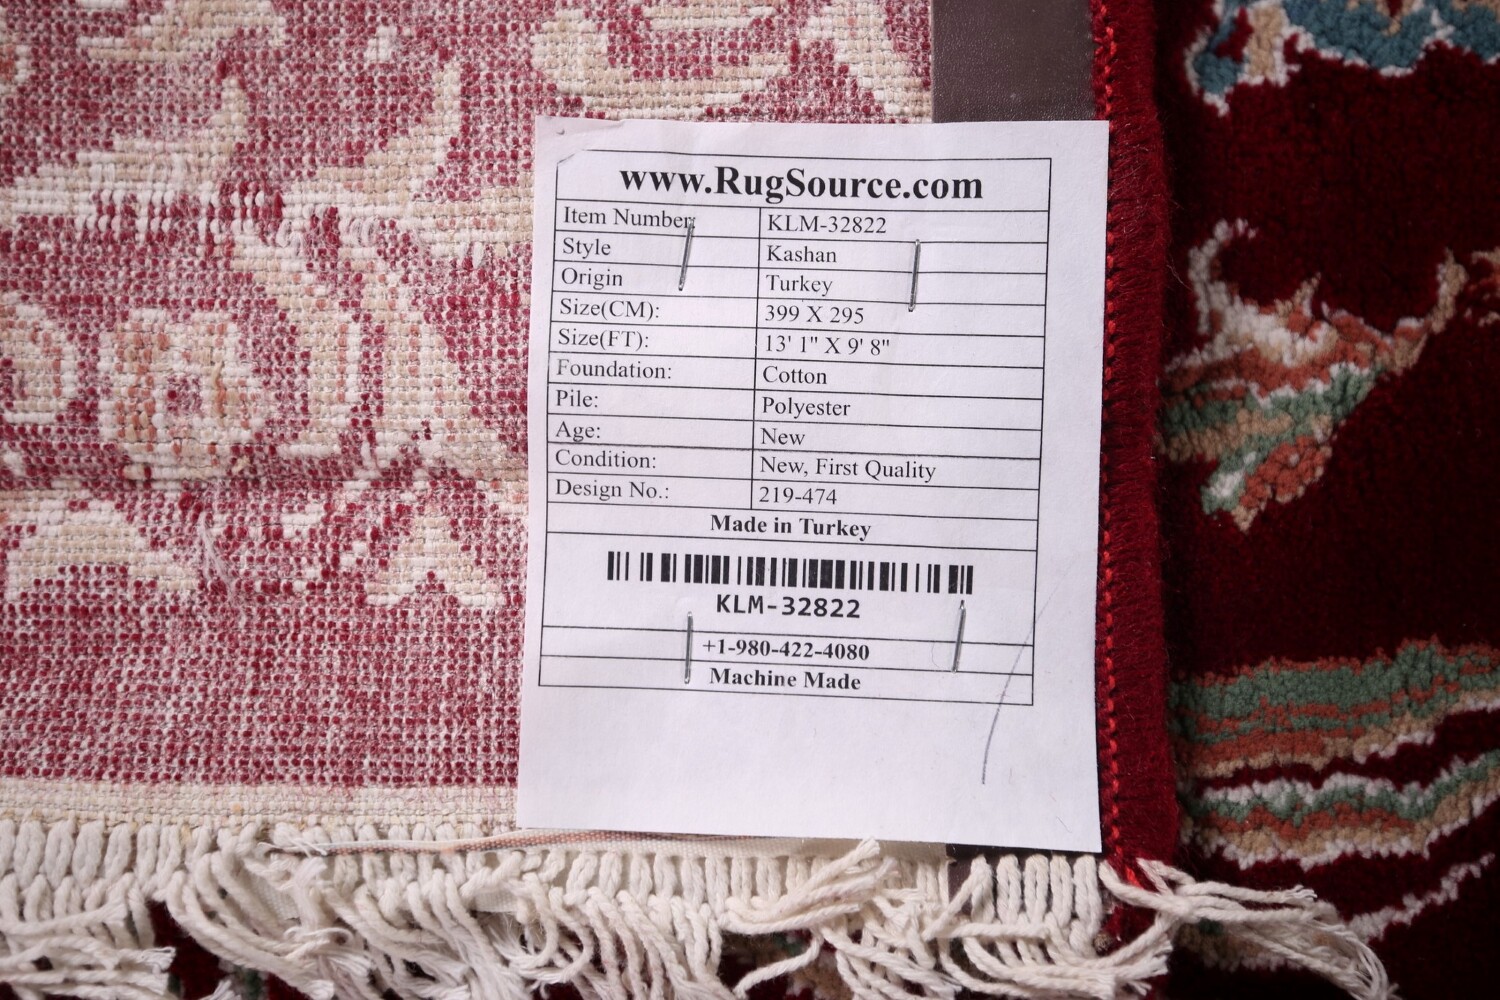 www.RugSource.com
Item Number: KLM-32822
Style Kashan
Origin Turkey
Size(CM): 399 X 295
Size(FT): 13' 1" X 9' 8"
Foundation: Cotton
Pile: Polyester
Age: New
Condition: New, First Quality
Design No.: 219-474
Made in Turkey
KLM-32822
+1-980-422-4080
Machine Made